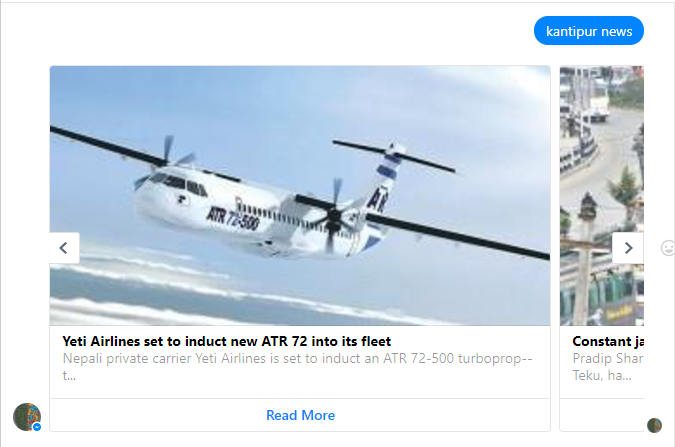 kantipur news
ATR 72-500
Yeti Airlines set to induct new ATR 72 into its fleet
Nepali private carrier Yeti Airlines is set to induct an ATR 72-500 turboprop--
t...
Read More
Constant ja
Pradip Shar
Teku, ha...